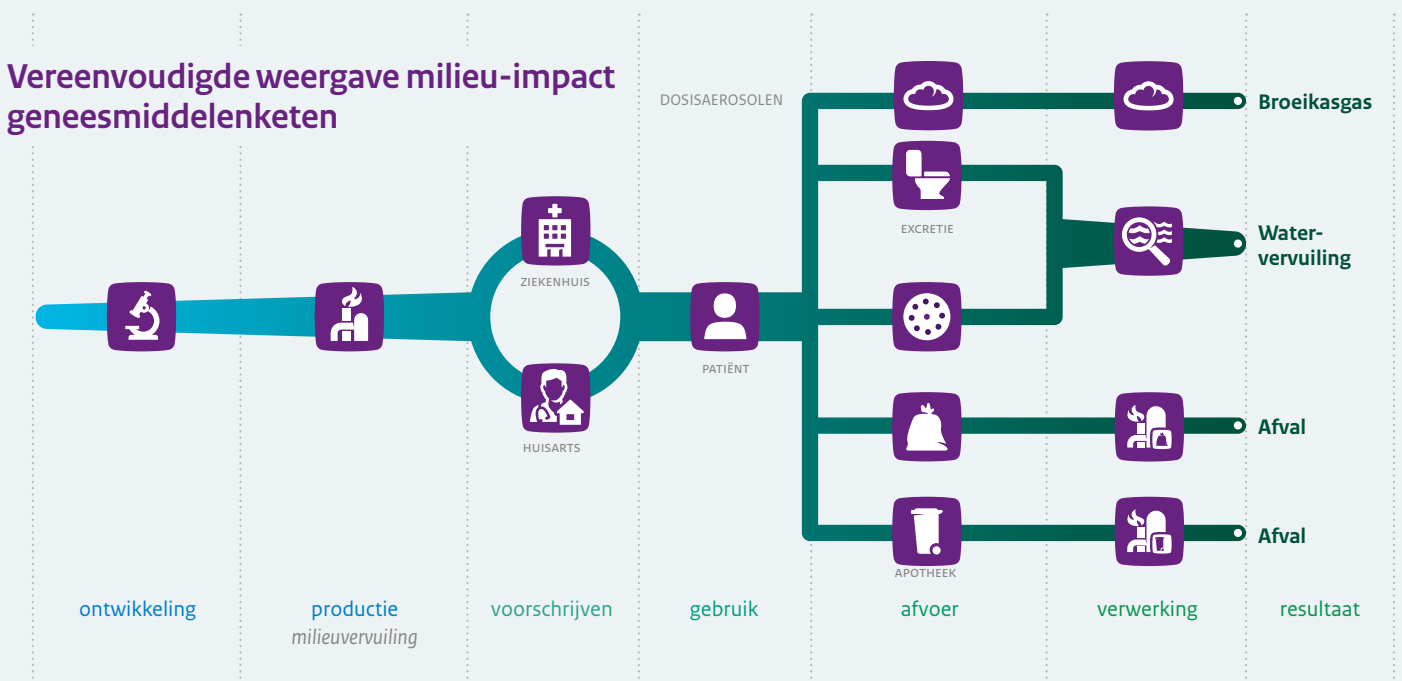 Vereenvoudigde weergave milieu-impact
geneesmiddelenketen
DOSISAEROSOLEN
Broeikasgas
EXCRETIE
Water-
vervuiling
ZIEKENHUIS
PATIËNT
HUISARTS
Afval
Afval
APOTHEEK
ontwikkeling
productie
milieuvervuiling
voorschrijven
gebruik
afvoer
verwerking
resultaat